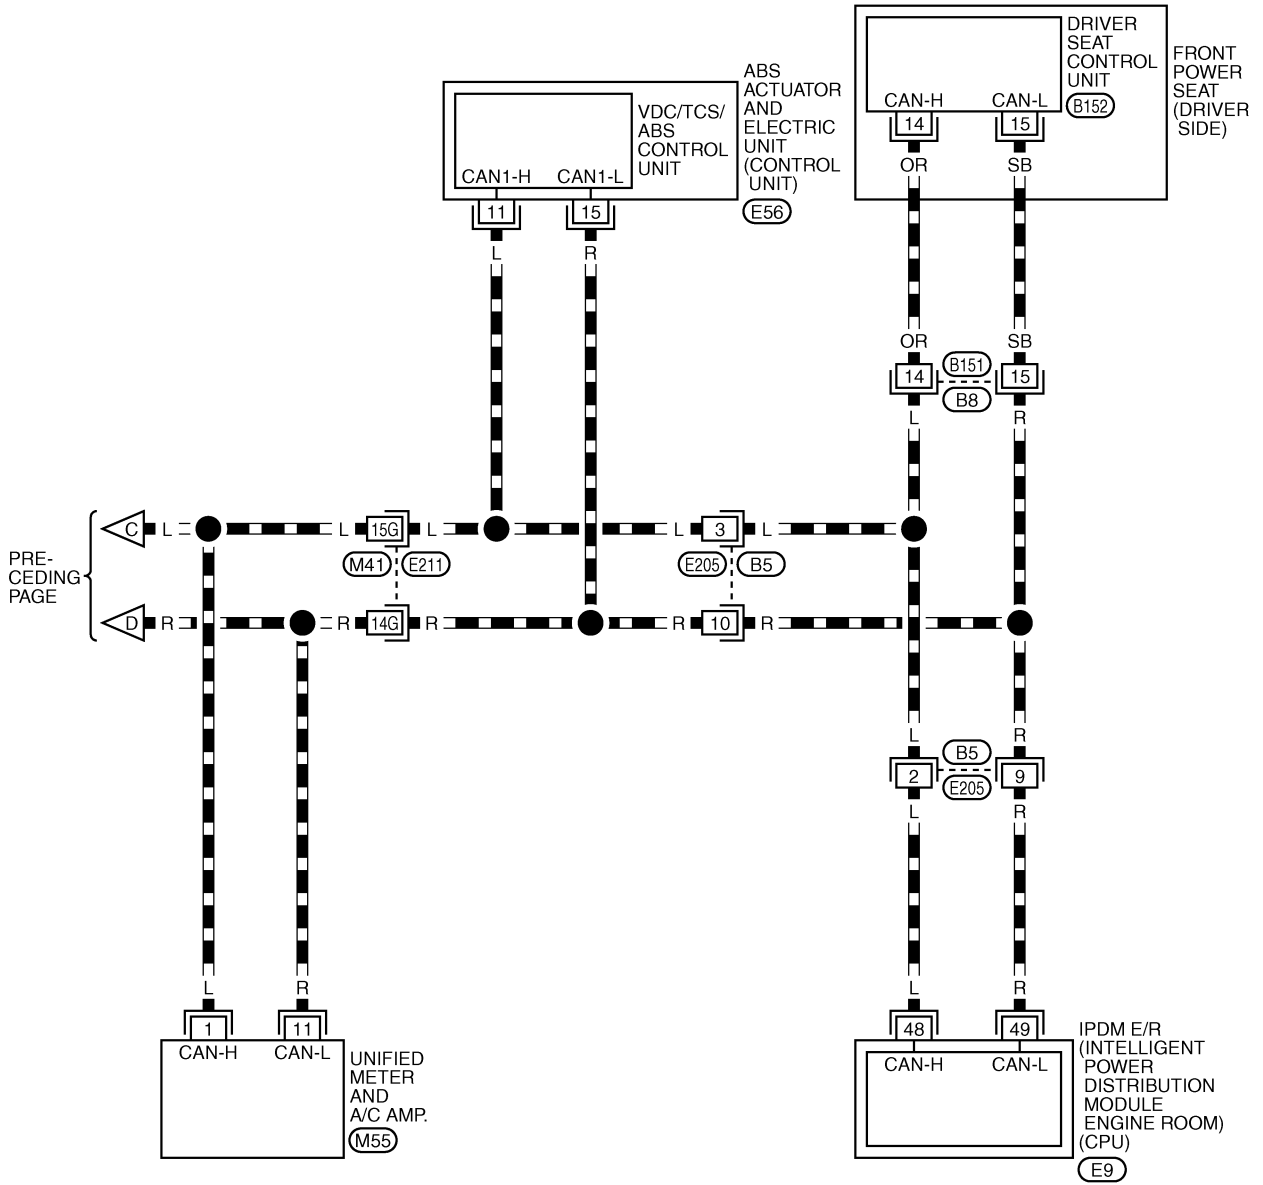 DRIVER
SEAT
CONTROL
UNIT
B152
FRONT
POWER
SEAT
(DRIVER
SIDE)
CAN-H
CAN-L
14
15
OR
SB
ABS
ACTUATOR
AND
ELECTRIC
UNIT
(CONTROL
UNIT)
E56
VDC/TCS/
ABS
CONTROL
UNIT
CAN1-H
CAN1-L
11
15
L
R
OR
SB
14
B151
15
B8
L
R
PRE-
CEDING
PAGE
C
L
L
15G
L
L
3
L
M41
E211
E205
B5
D
R
R
14G
R
R
10
R
L
R
B5
2
9
E205
L
R
L
R
L
R
1
11
48
49
CAN-H
CAN-L
UNIFIED
METER
AND
A/C AMP.
M55
CAN-H
CAN-L
IPDM E/R
(INTELLIGENT
POWER
DISTRIBUTION
MODULE
ENGINE ROOM)
(CPU)
E9